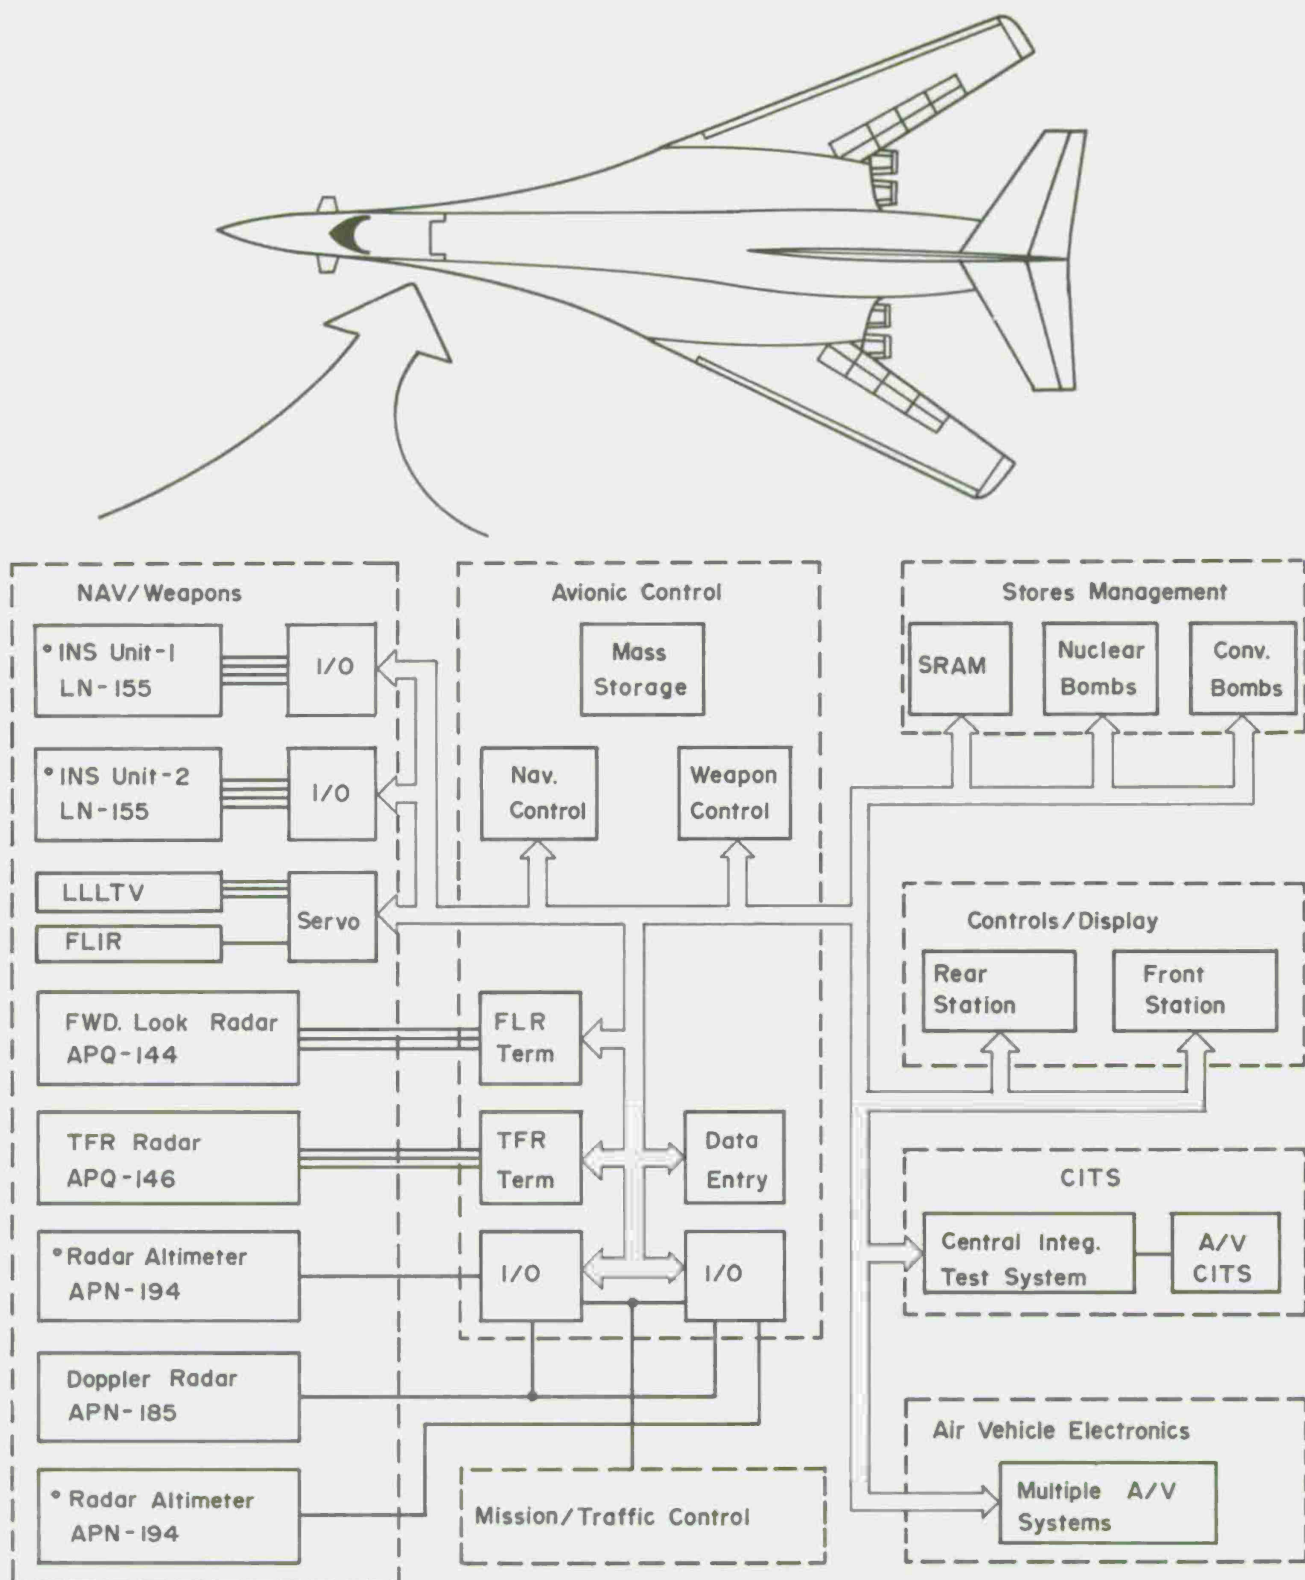 NAV/Weapons
° INS Unit-1
LN-155
I/O
° INS Unit-2
LN-155
I/O
LLLTV
FLIR
Servo
FWD. Look Radar
APQ-144
TFR Radar
APQ-146
° Radar Altimeter
APN-194
Doppler Radar
APN-185
° Radar Altimeter
APN-194
Avionic Control
Mass
Storage
Nav.
Control
Weapon
Control
FLR
Term
TFR
Term
Data
Entry
I/O
I/O
Mission/Traffic Control
Stores Management
SRAM
Nuclear
Bombs
Conv.
Bombs
Controls/Display
Rear
Station
Front
Station
CITS
Central Integ.
Test System
A/V
CITS
Air Vehicle Electronics
Multiple A/V
Systems